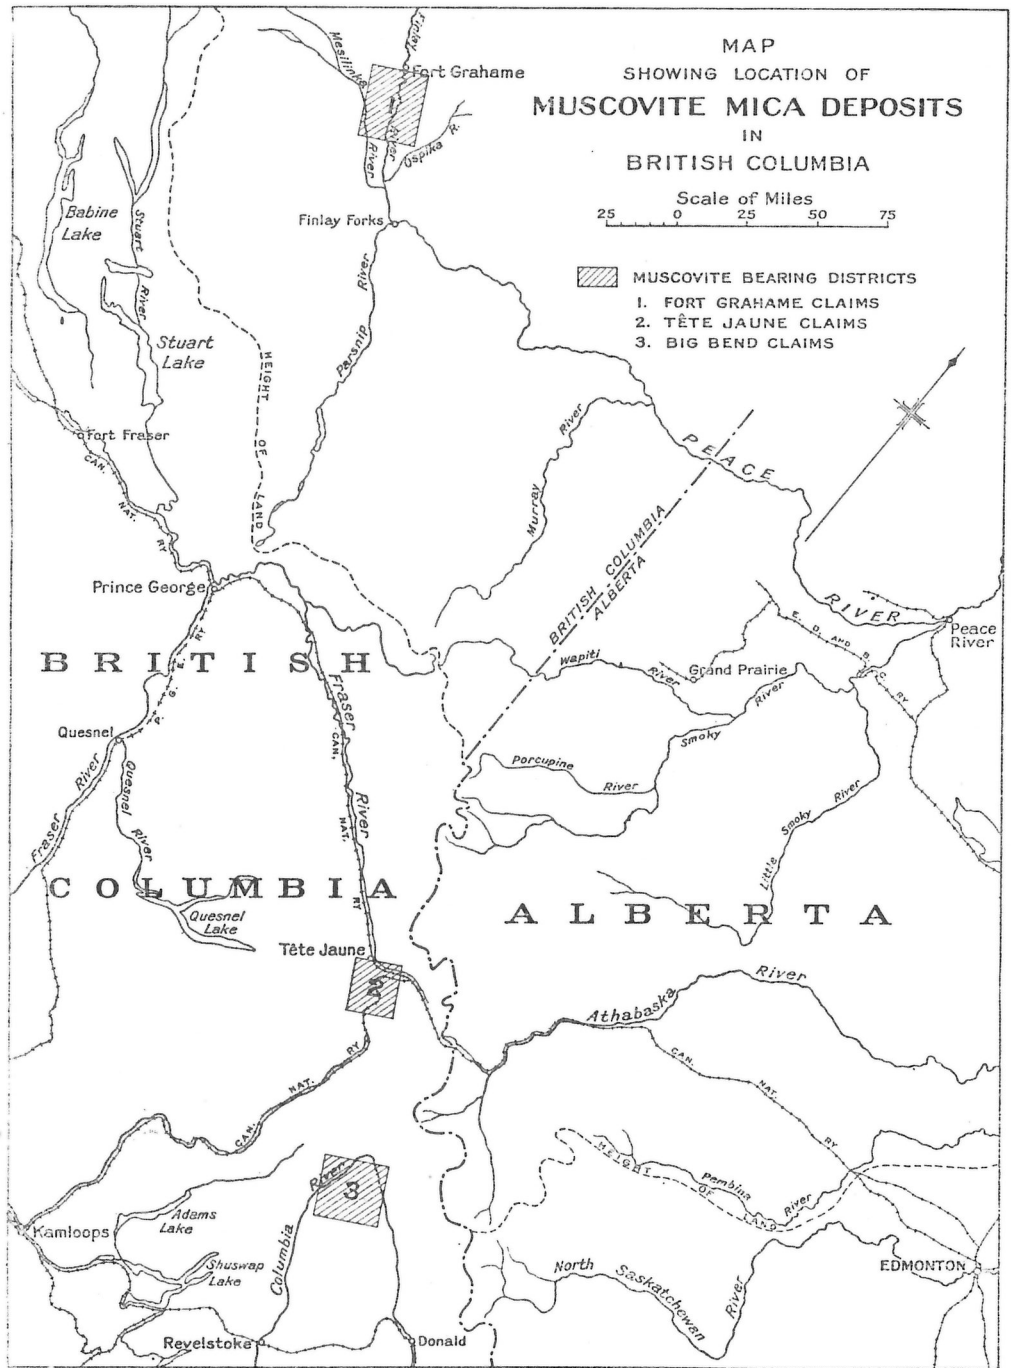 MAP
SHOWING LOCATION OF
MUSCOVITE MICA DEPOSITS
IN
BRITISH COLUMBIA
Scale of Miles
25 0 25 50 75
MUSCOVITE BEARING DISTRICTS
1. FORT GRAHAME CLAIMS
2. TÊTE JAUNE CLAIMS
3. BIG BEND CLAIMS
Finlay
River
Mesilinka
River
Fort Grahame
1
Ospika R.
Finlay Forks
Babine
Lake
Stuart
River
Stuart
Lake
Parsnip
River
HEIGHT
OF
LAND
Fort Fraser
CAN.
NAT.
RY
Murray
River
PEACE
RIVER
BRITISH COLUMBIA
ALBERTA
Prince George
Peace
River
E. D. AND B. C. RY
BRITISH
Wapiti
River
Grand Prairie
Smoky
River
P. G. E. RY
Fraser
River
CAN.
NAT.
RY
Quesnel
Quesnel
River
Porcupine
River
Fraser
River
Little
Smoky
River
COLUMBIA
ALBERTA
Quesnel
Lake
Tête Jaune
2
Athabaska
River
CAN.
NAT.
RY
CAN.
NAT.
RY
HEIGHT
OF
LAND
Pembina
River
River
3
Kamloops
Adams
Lake
Shuswap
Lake
Columbia
North
Saskatchewan
River
EDMONTON
Revelstoke
Donald